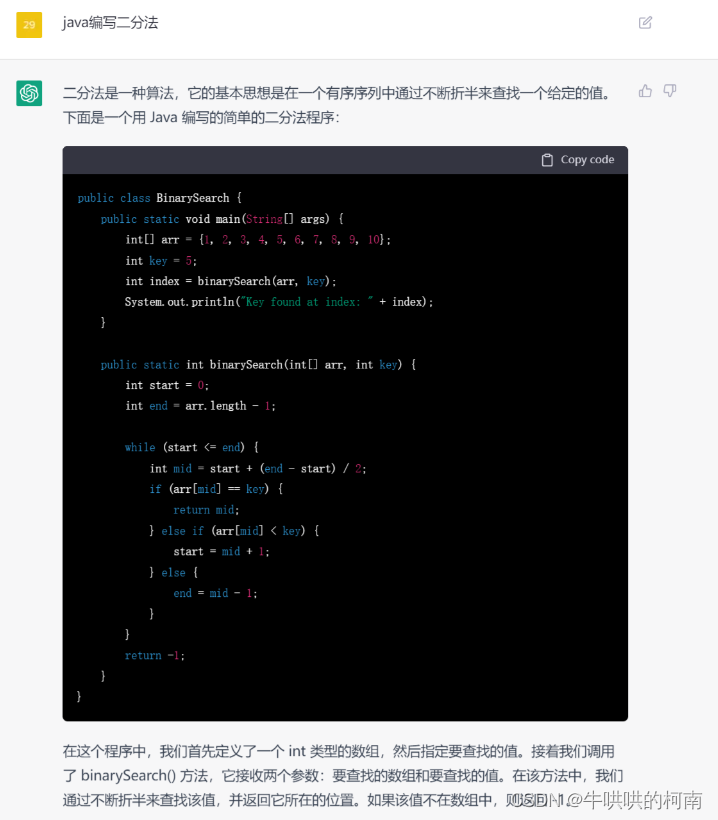 29
java编写二分法
二分法是一种算法，它的基本思想是在一个有序序列中通过不断折半来查找一个给定的值。
下面是一个用 Java 编写的简单的二分法程序：
Copy code
public class BinarySearch {
    public static void main(String[] args) {
        int[] arr = {1, 2, 3, 4, 5, 6, 7, 8, 9, 10};
        int key = 5;
        int index = binarySearch(arr, key);
        System.out.println("Key found at index: " + index);
    }
    public static int binarySearch(int[] arr, int key) {
        int start = 0;
        int end = arr.length - 1;
        while (start <= end) {
            int mid = start + (end - start) / 2;
            if (arr[mid] == key) {
                return mid;
            } else if (arr[mid] < key) {
                start = mid + 1;
            } else {
                end = mid - 1;
            }
        }
        return -1;
    }
}
在这个程序中，我们首先定义了一个 int 类型的数组，然后指定要查找的值。接着我们调用
了 binarySearch() 方法，它接收两个参数：要查找的数组和要查找的值。在该方法中，我们
通过不断折半来查找该值，并返回它所在的位置。如果该值不在数组中，则返回 -1。
@牛哄哄的柯南